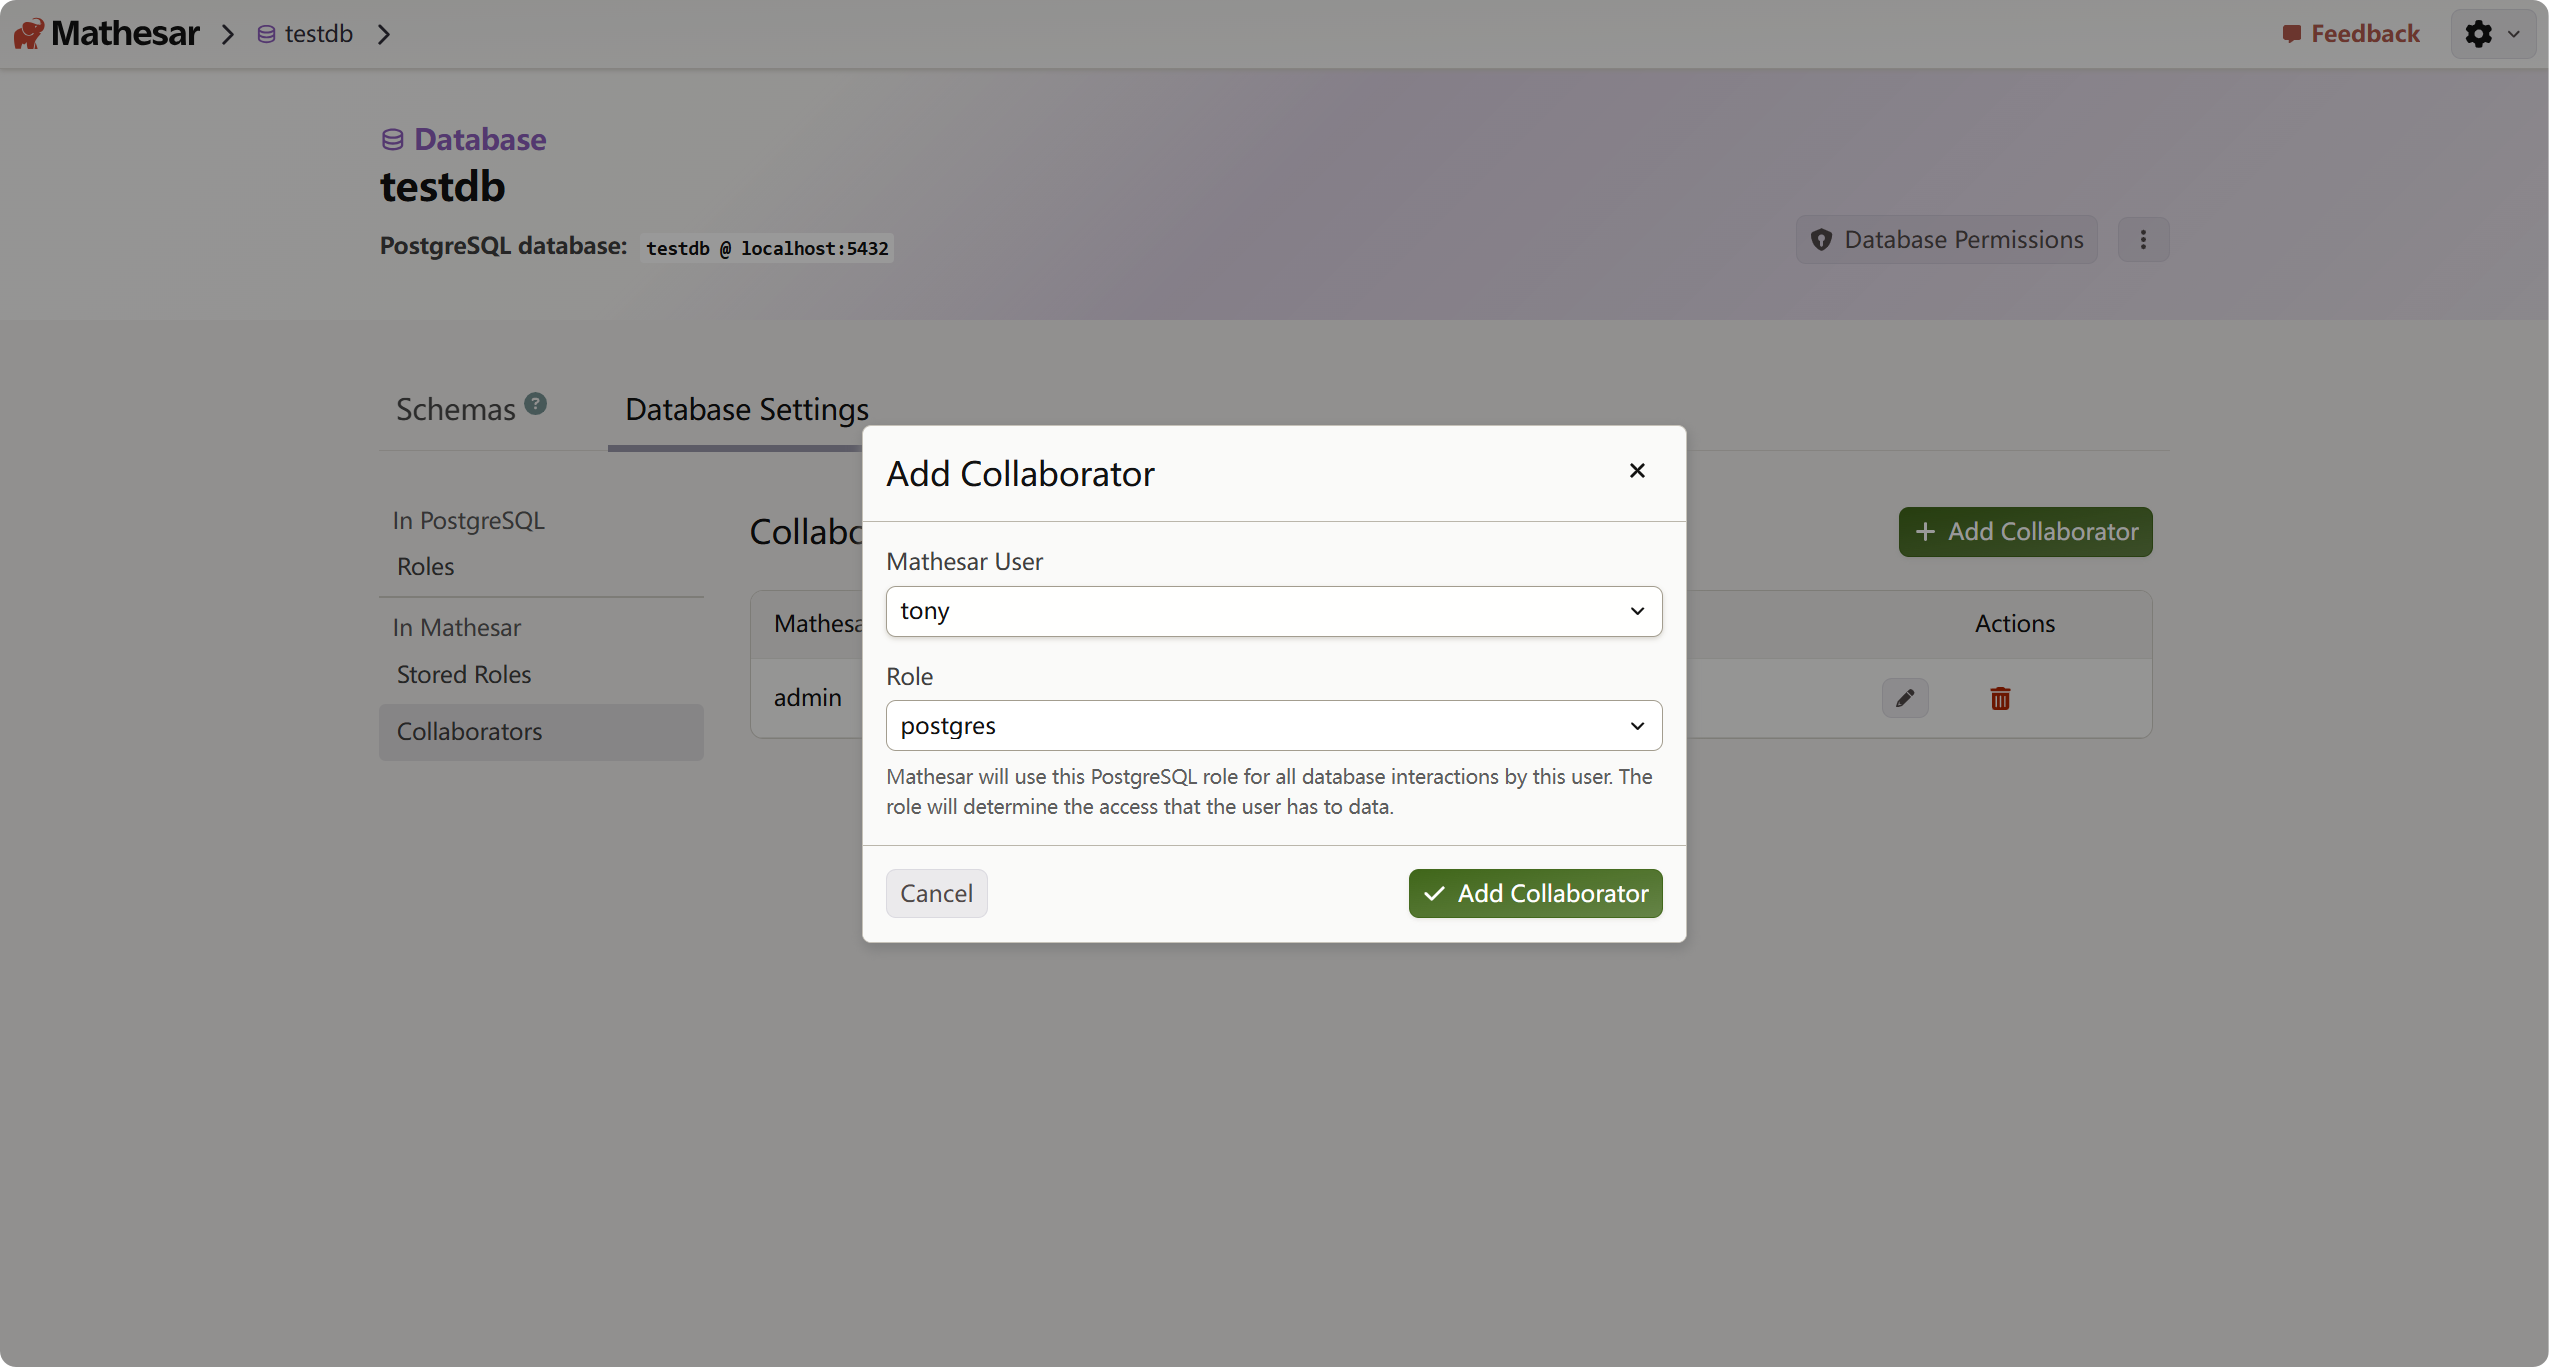 Mathesar
testdb
Feedback
Database
testdb
PostgreSQL database: testdb @ localhost:5432
Database Permissions
Schemas ?
Database Settings
In PostgreSQL
Roles
In Mathesar
Stored Roles
Collaborators
Add Collaborator
Actions
admin
Add Collaborator
Mathesar User
tony
Role
postgres
Mathesar will use this PostgreSQL role for all database interactions by this user. The
role will determine the access that the user has to data.
Cancel
Add Collaborator